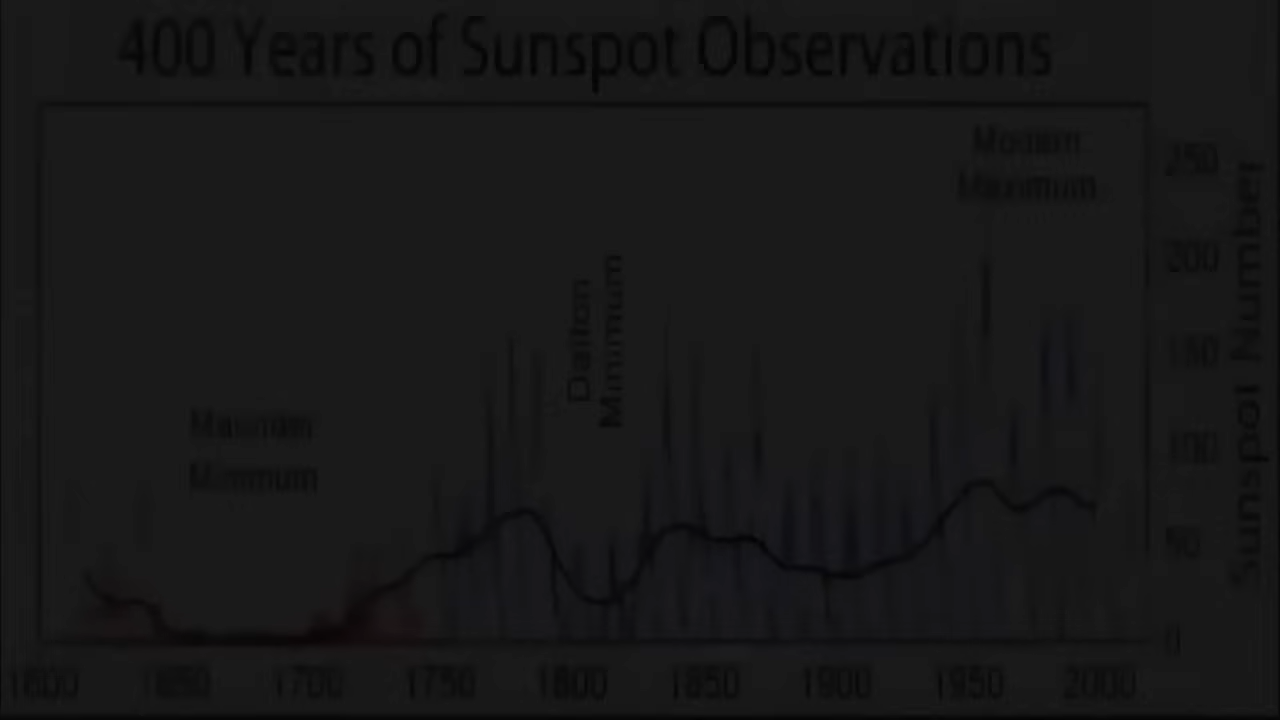 400 Years of Sunspot Observations
Modern
Maximum
250
200
150
100
50
0
Sunspot Number
Dalton
Minimum
Maunder
Minimum
1600 1650 1700 1750 1800 1850 1900 1950 2000